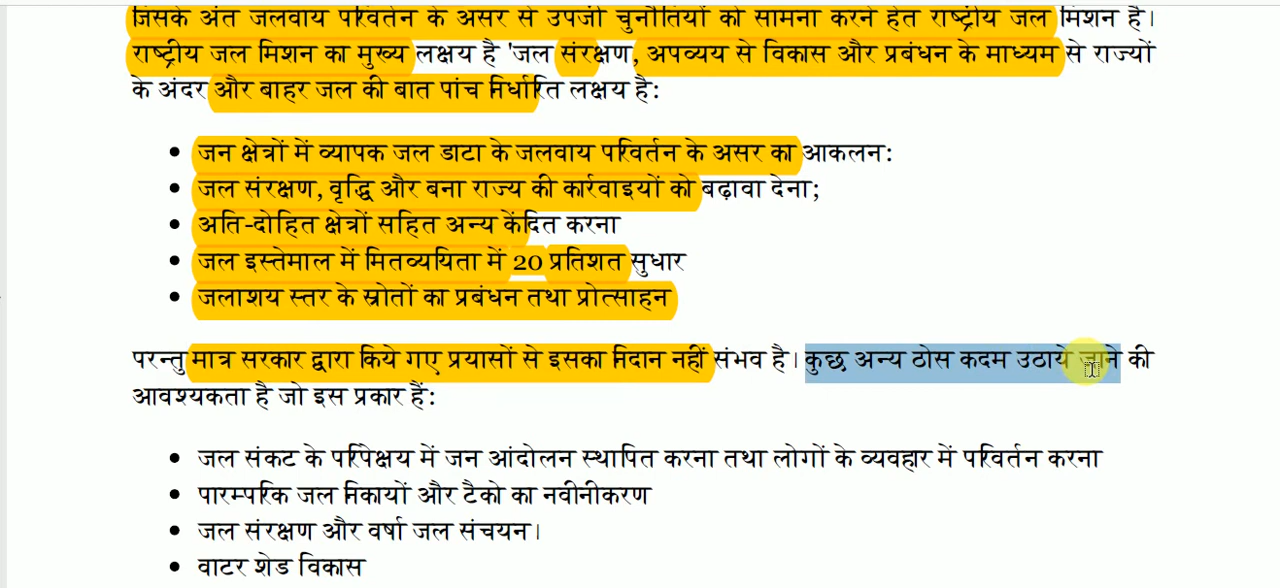 जिसके अंत जलवाय परिवर्तन के असर से उपजी चुनौतियों को सामना करने हेत राष्ट्रीय जल मिशन है।
राष्ट्रीय जल मिशन का मुख्य लक्षय है 'जल संरक्षण, अपव्यय से विकास और प्रबंधन के माध्यम से राज्यों
के अंदर और बाहर जल की बात पांच निर्धारित लक्षय है:
• जन क्षेत्रों में व्यापक जल डाटा के जलवाय परिवर्तन के असर का आकलन:
• जल संरक्षण, वृद्धि और बना राज्य की कार्रवाइयों को बढ़ावा देना;
• अति-दोहित क्षेत्रों सहित अन्य केंदित करना
• जल इस्तेमाल में मितव्ययिता में 20 प्रतिशत सुधार
• जलाशय स्तर के स्रोतों का प्रबंधन तथा प्रोत्साहन
परन्तु मात्र सरकार द्वारा किये गए प्रयासों से इसका निदान नहीं संभव है। कुछ अन्य ठोस कदम उठाये जाने की
आवश्यकता है जो इस प्रकार हैं:
• जल संकट के परिपेक्षय में जन आंदोलन स्थापित करना तथा लोगों के व्यवहार में परिवर्तन करना
• पारम्परिक जल निकायों और टैको का नवीनीकरण
• जल संरक्षण और वर्षा जल संचयन।
• वाटर शेड विकास